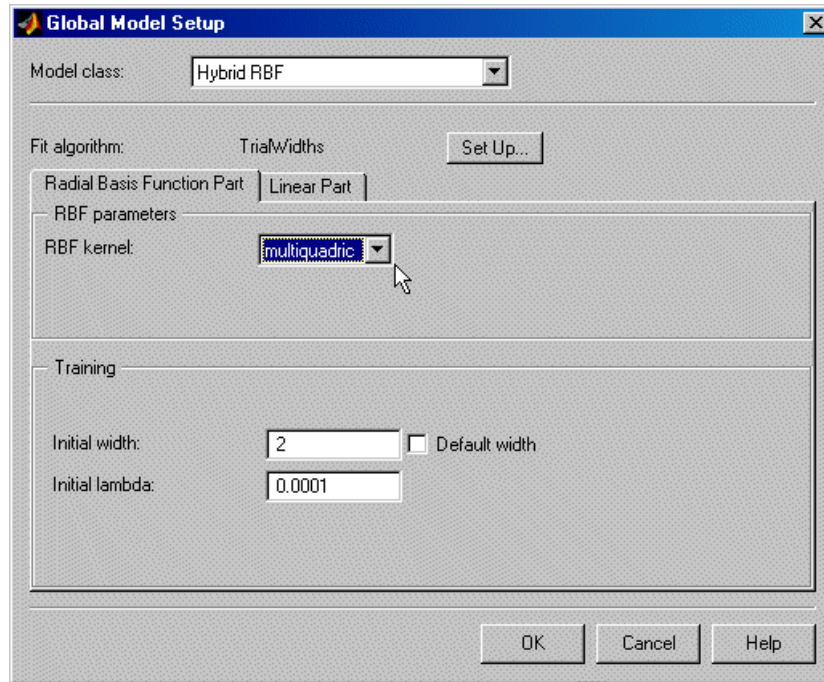 Global Model Setup
Model class: Hybrid RBF
Fit algorithm: TrialWidths Set Up...
Radial Basis Function Part Linear Part
RBF parameters
RBF kernel: multiquadric
Training
Initial width: 2 Default width
Initial lambda: 0.0001
OK Cancel Help